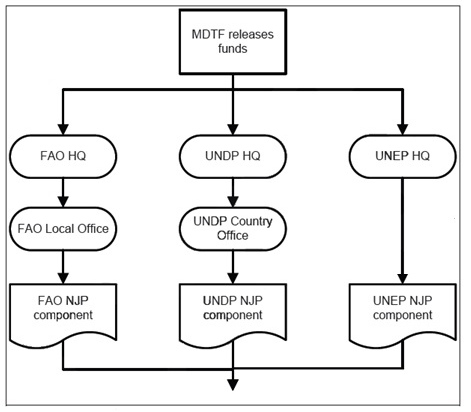 MDTF releases
funds
FAO HQ
UNDP HQ
UNEP HQ
FAO Local Office
UNDP Country
Office
FAO NJP
component
UNDP NJP
component
UNEP NJP
component